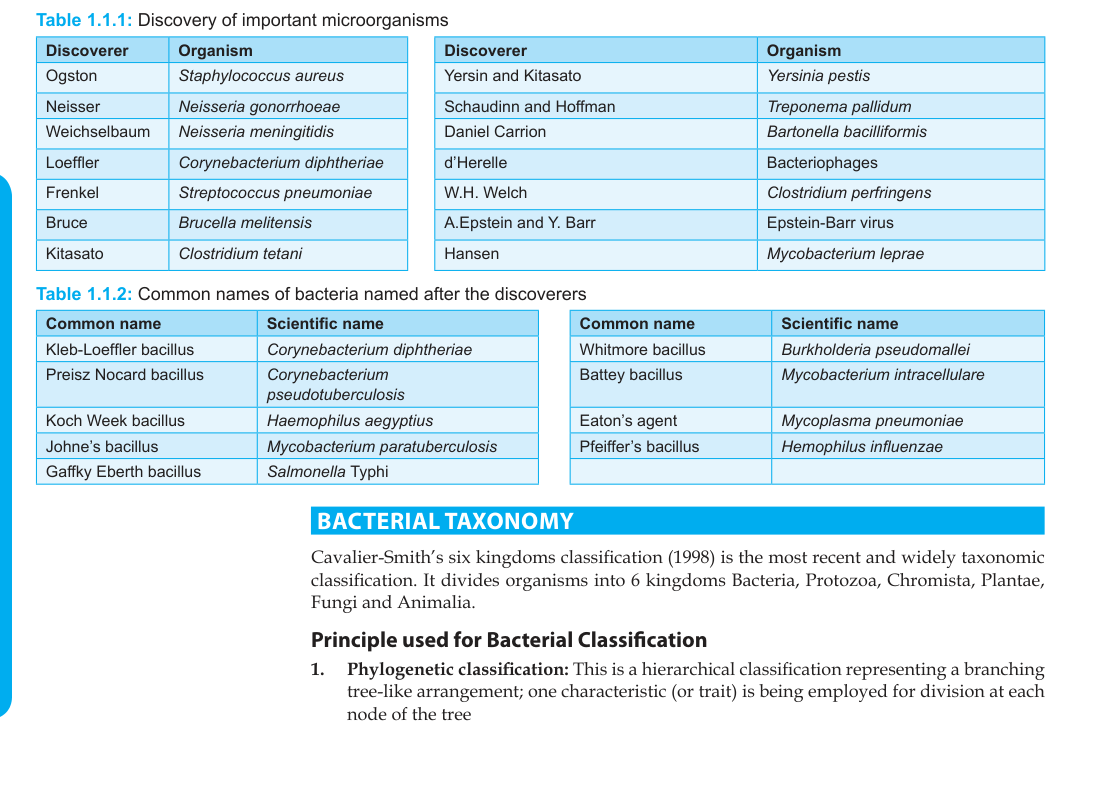 Table 1.1.1: Discovery of important microorganisms
Discoverer Organism
Ogston Staphylococcus aureus
Neisser Neisseria gonorrhoeae
Weichselbaum Neisseria meningitidis
Loeffler Corynebacterium diphtheriae
Frenkel Streptococcus pneumoniae
Bruce Brucella melitensis
Kitasato Clostridium tetani
Discoverer Organism
Yersin and Kitasato Yersinia pestis
Schaudinn and Hoffman Treponema pallidum
Daniel Carrion Bartonella bacilliformis
d’Herelle Bacteriophages
W.H. Welch Clostridium perfringens
A.Epstein and Y. Barr Epstein-Barr virus
Hansen Mycobacterium leprae
Table 1.1.2: Common names of bacteria named after the discoverers
Common name Scientific name
Kleb-Loeffler bacillus Corynebacterium diphtheriae
Preisz Nocard bacillus Corynebacterium
pseudotuberculosis
Koch Week bacillus Haemophilus aegyptius
Johne’s bacillus Mycobacterium paratuberculosis
Gaffky Eberth bacillus Salmonella Typhi
Common name Scientific name
Whitmore bacillus Burkholderia pseudomallei
Battey bacillus Mycobacterium intracellulare
Eaton’s agent Mycoplasma pneumoniae
Pfeiffer’s bacillus Hemophilus influenzae
BACTERIAL TAXONOMY
Cavalier-Smith’s six kingdoms classification (1998) is the most recent and widely taxonomic
classification. It divides organisms into 6 kingdoms Bacteria, Protozoa, Chromista, Plantae,
Fungi and Animalia.
Principle used for Bacterial Classification
1. Phylogenetic classification: This is a hierarchical classification representing a branching
tree-like arrangement; one characteristic (or trait) is being employed for division at each
node of the tree